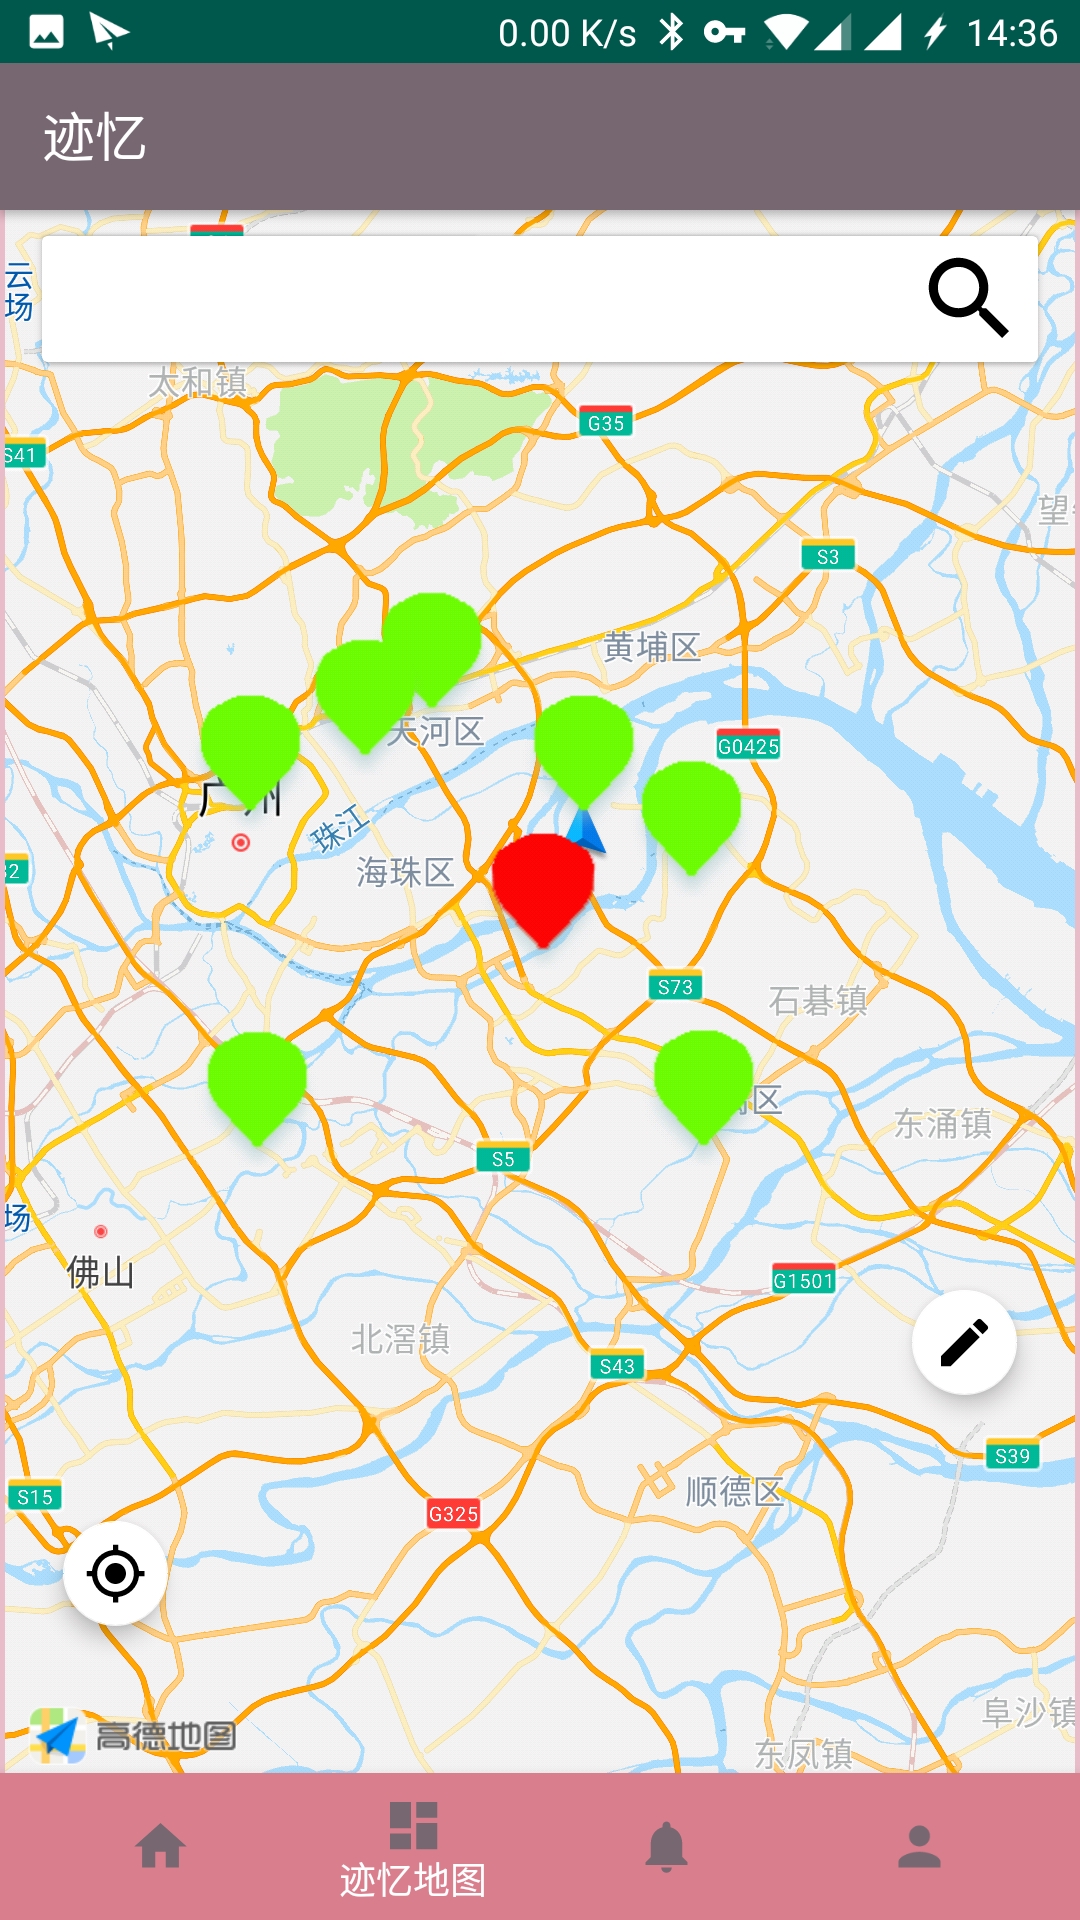 0.00 K/s 14:36
迹忆
云
场
太和镇
G35
S41
望
S3
黄埔区
天河区
G0425
广州
珠江
海珠区
S73
石碁镇
区
东涌镇
S5
场
佛山
G1501
北滘镇
S43
S39
顺德区
S15
G325
阜沙镇
高德地图
东凤镇
迹忆地图